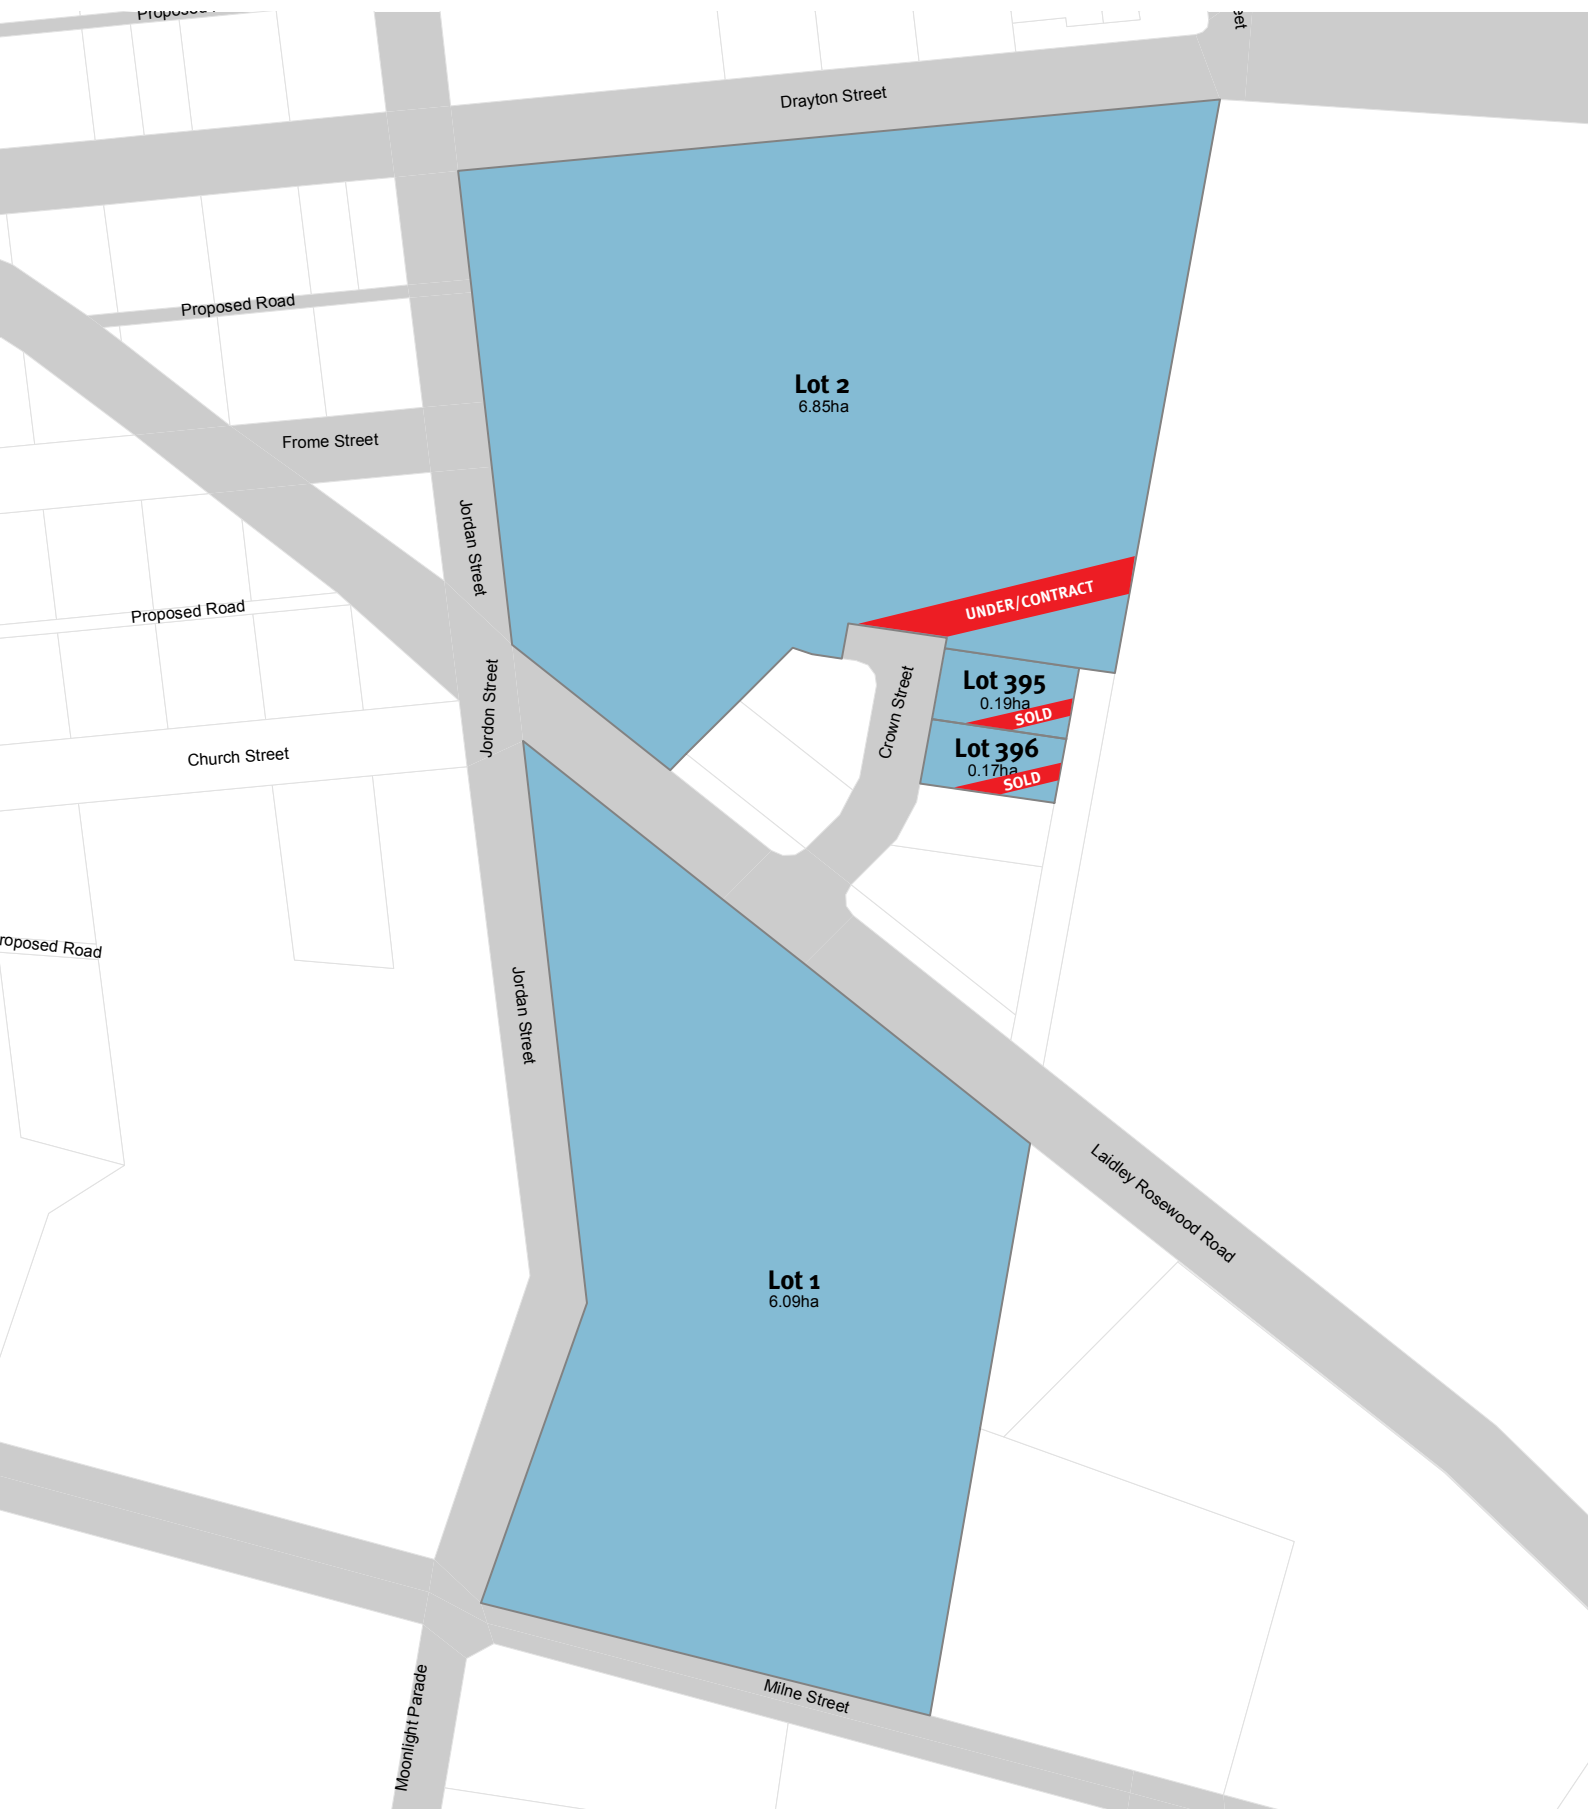 Drayton Street
Proposed Road
Lot 2
6.85ha
Frome Street
Jordan Street
UNDER/CONTRACT
Proposed Road
Lot 395
0.19ha
SOLD
Jordon Street
Crown Street
Church Street
Lot 396
0.17ha
SOLD
roposed Road
Jordan Street
Laidley Rosewood Road
Lot 1
6.09ha
Milne Street
Moonlight Parade